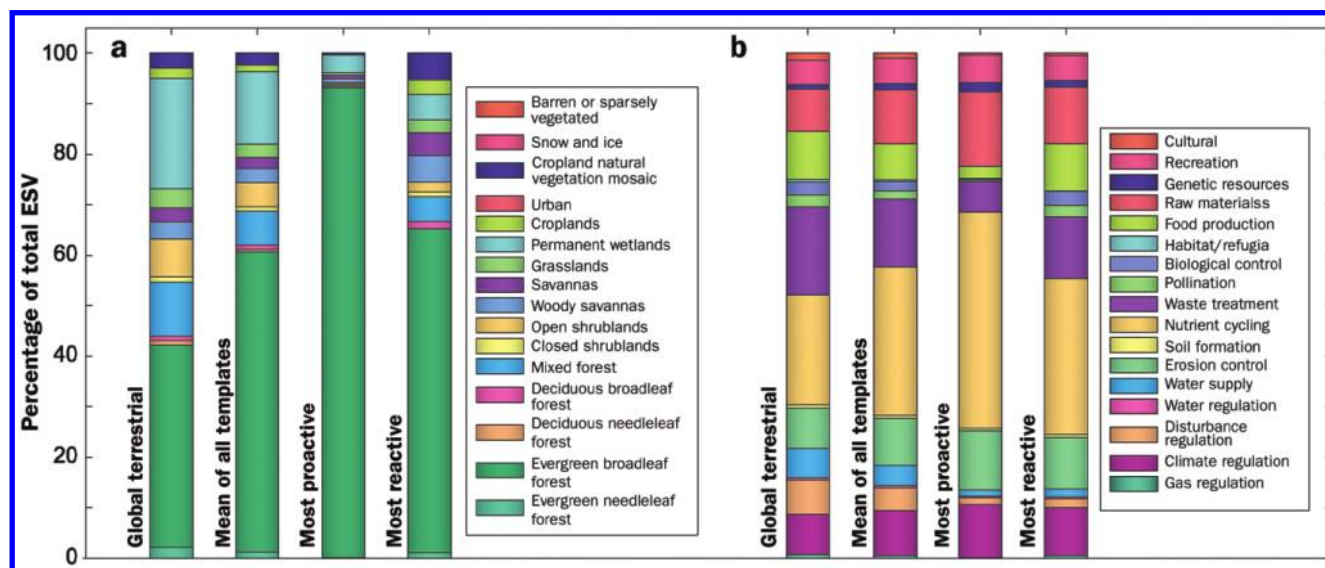 a
b
100
80
60
40
20
0
Percentage of total ESV
Global terrestrial
Mean of all templates
Most proactive
Most reactive
Barren or sparsely
vegetated
Snow and ice
Cropland natural
vegetation mosaic
Urban
Croplands
Permanent wetlands
Grasslands
Savannas
Woody savannas
Open shrublands
Closed shrublands
Mixed forest
Deciduous broadleaf
forest
Deciduous needleleaf
forest
Evergreen broadleaf
forest
Evergreen needleleaf
forest
Global terrestrial
Mean of all templates
Most proactive
Most reactive
Cultural
Recreation
Genetic resources
Raw materialss
Food production
Habitat/refugia
Biological control
Pollination
Waste treatment
Nutrient cycling
Soil formation
Erosion control
Water supply
Water regulation
Disturbance
regulation
Climate regulation
Gas regulation